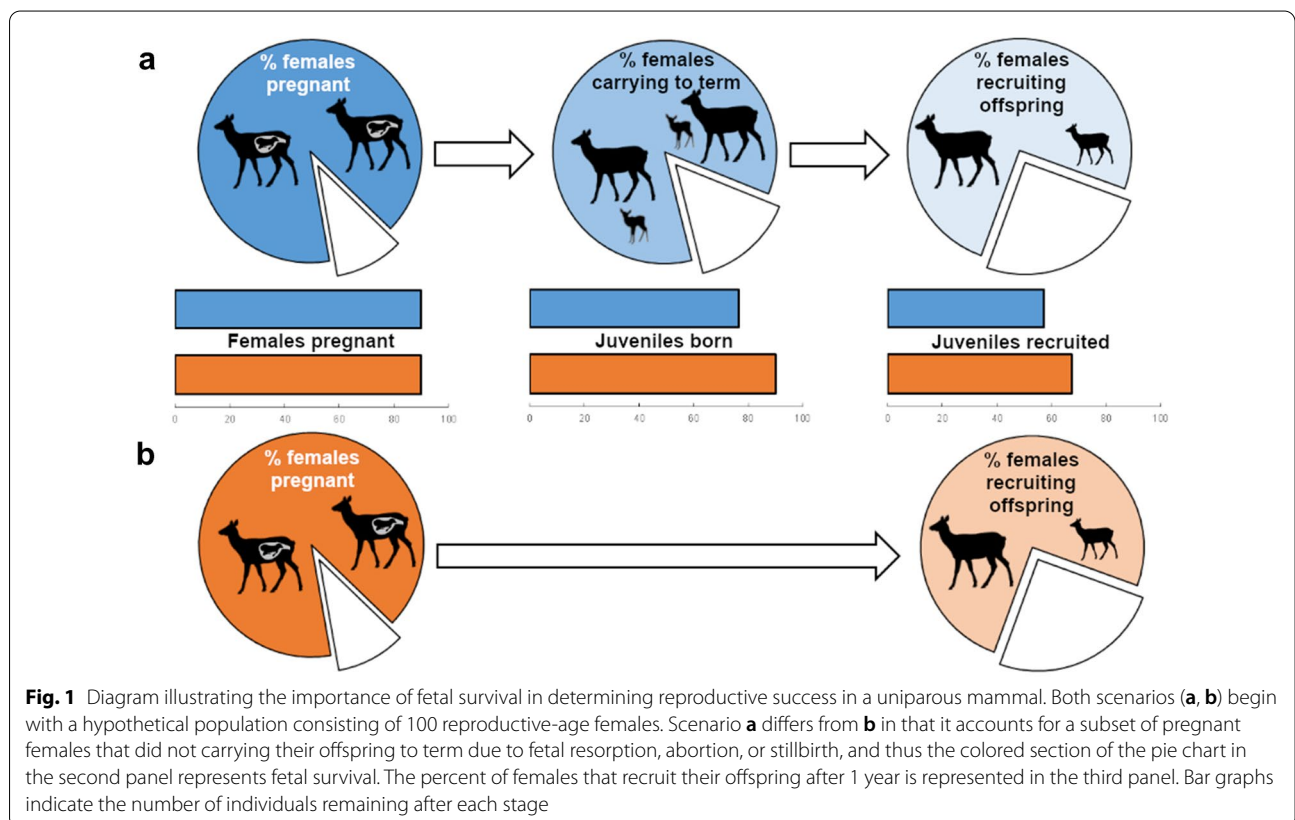 a
% females
pregnant
% females
carrying to term
% females
recruiting
offspring
Females pregnant
Juveniles born
Juveniles recruited
0 20 40 60 80 100
0 20 40 60 80 100
0 20 40 60 80 100
b
% females
pregnant
% females
recruiting
offspring
Fig. 1 Diagram illustrating the importance of fetal survival in determining reproductive success in a uniparous mammal. Both scenarios (a, b) begin
with a hypothetical population consisting of 100 reproductive-age females. Scenario a differs from b in that it accounts for a subset of pregnant
females that did not carrying their offspring to term due to fetal resorption, abortion, or stillbirth, and thus the colored section of the pie chart in
the second panel represents fetal survival. The percent of females that recruit their offspring after 1 year is represented in the third panel. Bar graphs
indicate the number of individuals remaining after each stage